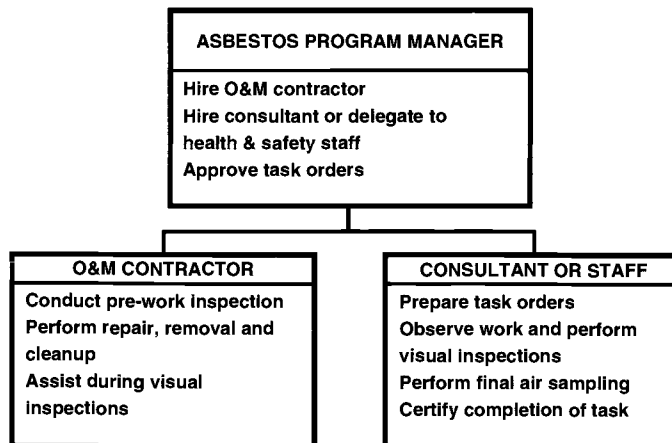 ASBESTOS PROGRAM MANAGER
Hire O&M contractor
Hire consultant or delegate to
health & safety staff
Approve task orders
O&M CONTRACTOR
Conduct pre-work inspection
Perform repair, removal and
cleanup
Assist during visual
inspections
CONSULTANT OR STAFF
Prepare task orders
Observe work and perform
visual inspections
Perform final air sampling
Certify completion of task